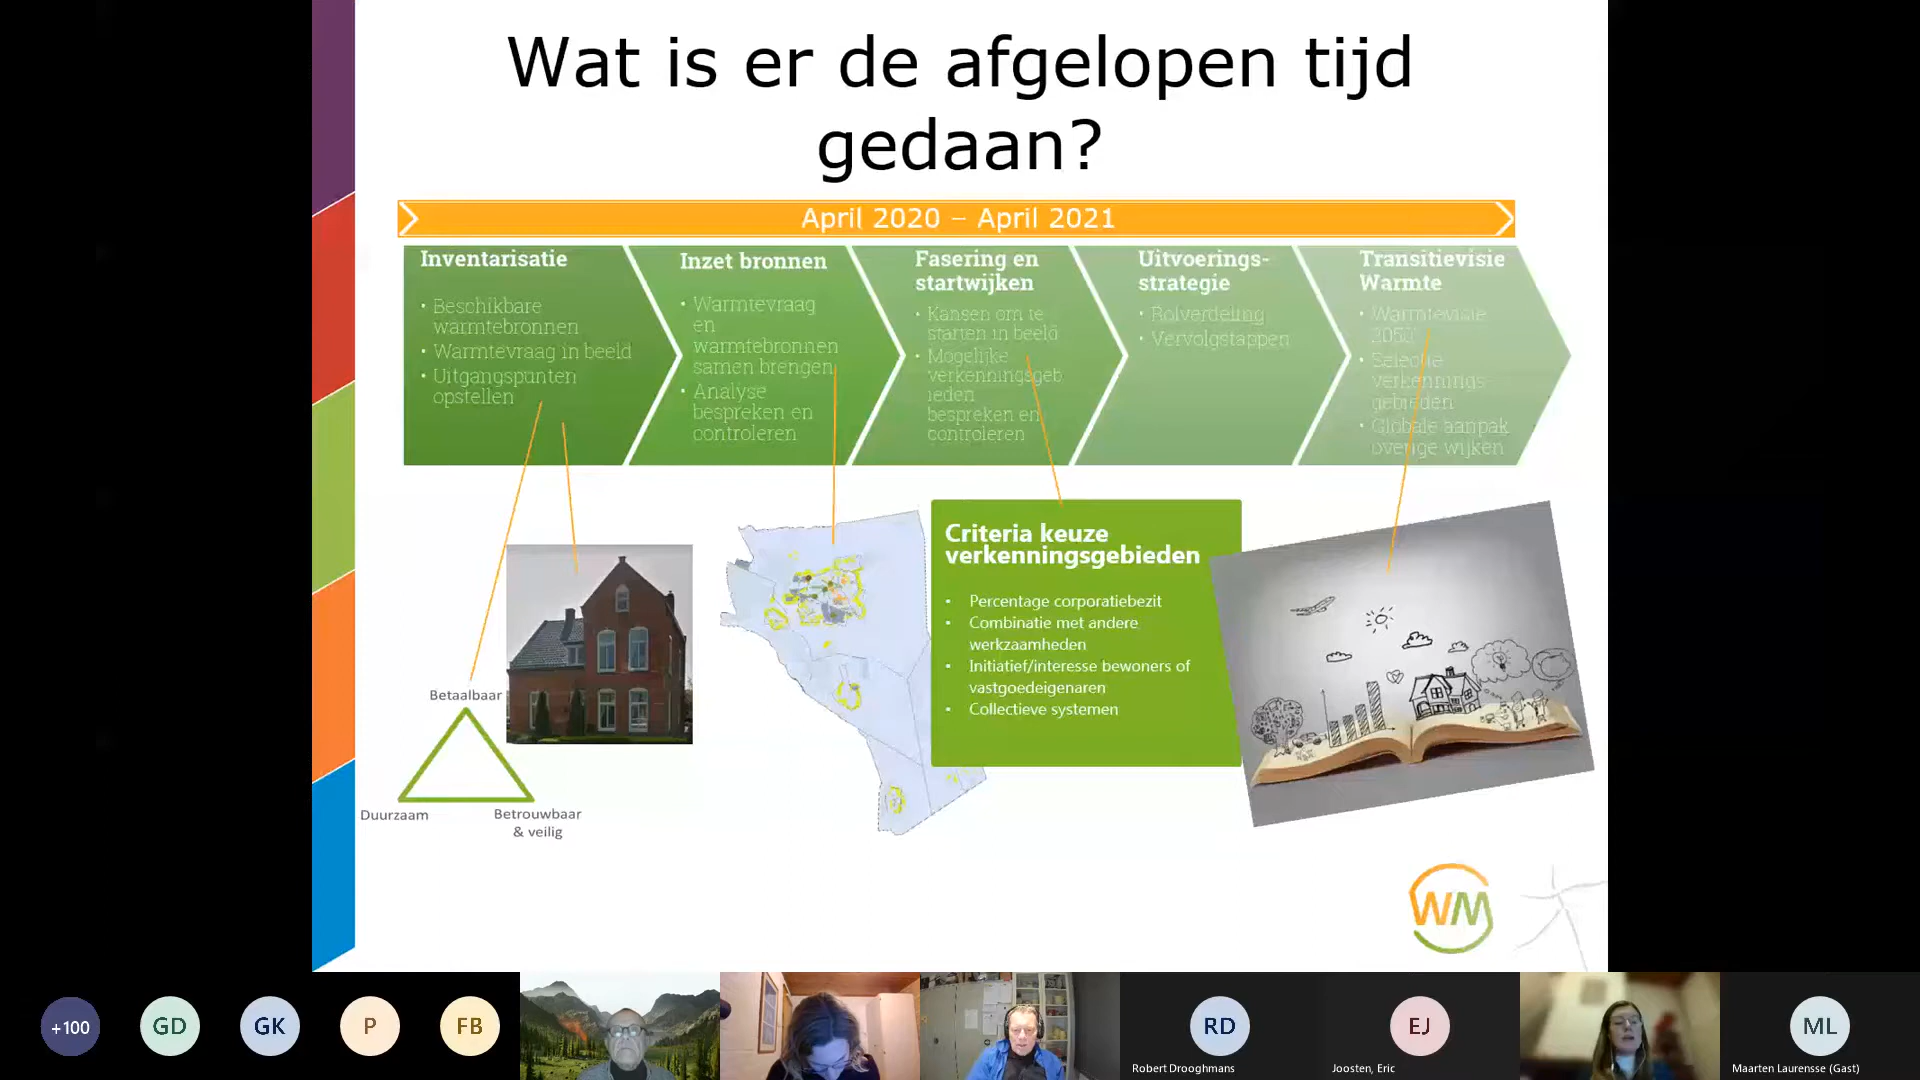 Wat is er de afgelopen tijd
gedaan?
April 2020 – April 2021
Inventarisatie
• Beschikbare
warmtebronnen
• Warmtevraag in beeld
• Uitgangspunten
opstellen
Inzet bronnen
• Warmtevraag
en
warmtebronnen
samen brengen
• Analyse
bespreken en
controleren
Fasering en
startwijken
• Kansen om te
starten in beeld
• Mogelijke
verkenningsgeb
ieden
bespreken en
controleren
Uitvoerings-
strategie
• Rolverdeling
• Vervolgstappen
Transitievisie
Warmte
• Warmtevisie
2050
• Selectie
verkennings-
gebieden
• Globale aanpak
overige wijken
Criteria keuze
verkenningsgebieden
• Percentage corporatiebezit
• Combinatie met andere
werkzaamheden
• Initiatief/interesse bewoners of
vastgoedeigenaren
• Collectieve systemen
Betaalbaar
Duurzaam
Betrouwbaar
& veilig
WM
+100
GD
GK
P
FB
RD
Robert Drooghmans
EJ
Joosten, Eric
ML
Maarten Laurensse (Gast)